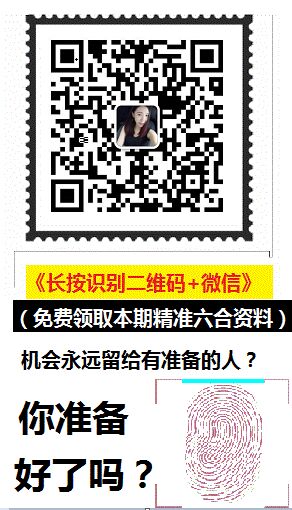 《长按识别二维码+微信》
（免费领取本期精准六合资料）
机会永远留给有准备的人？
你准备
好了吗？